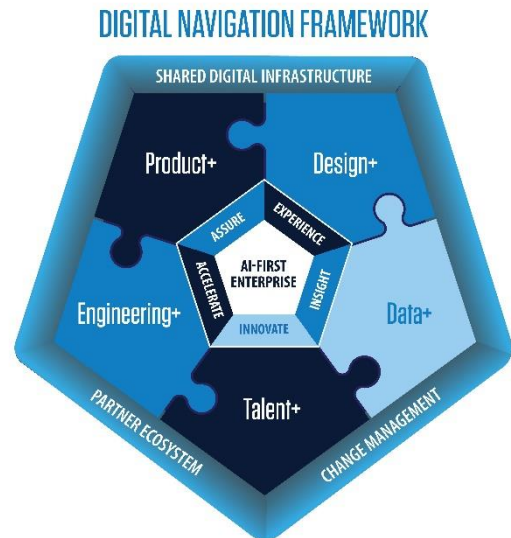 DIGITAL NAVIGATION FRAMEWORK
SHARED DIGITAL INFRASTRUCTURE
Product+
Design+
ASSURE
EXPERIENCE
AI-FIRST
ENTERPRISE
ACCELERATE
INSIGHT
INNOVATE
Engineering+
Data+
Talent+
PARTNER ECOSYSTEM
CHANGE MANAGEMENT